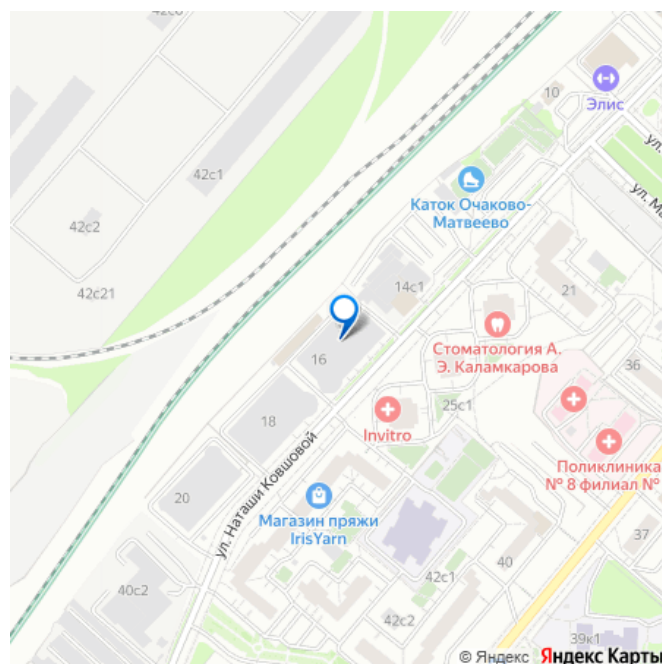 10
Элис
ул.
ул. Ма
42с1
Каток Очаково-
Матвеево
42с2
42с21
14с1
21
Стоматология А.
Э. Каламкарова
36
16
25с1
18
Invitro
Поликлиника
№ 8 филиал №
ул. Наташи Ковшовой
20
Магазин пряжи
IrisYarn
37
40
42с1
40с2
42с2
39к1
© Яндекс Яндекс Карты